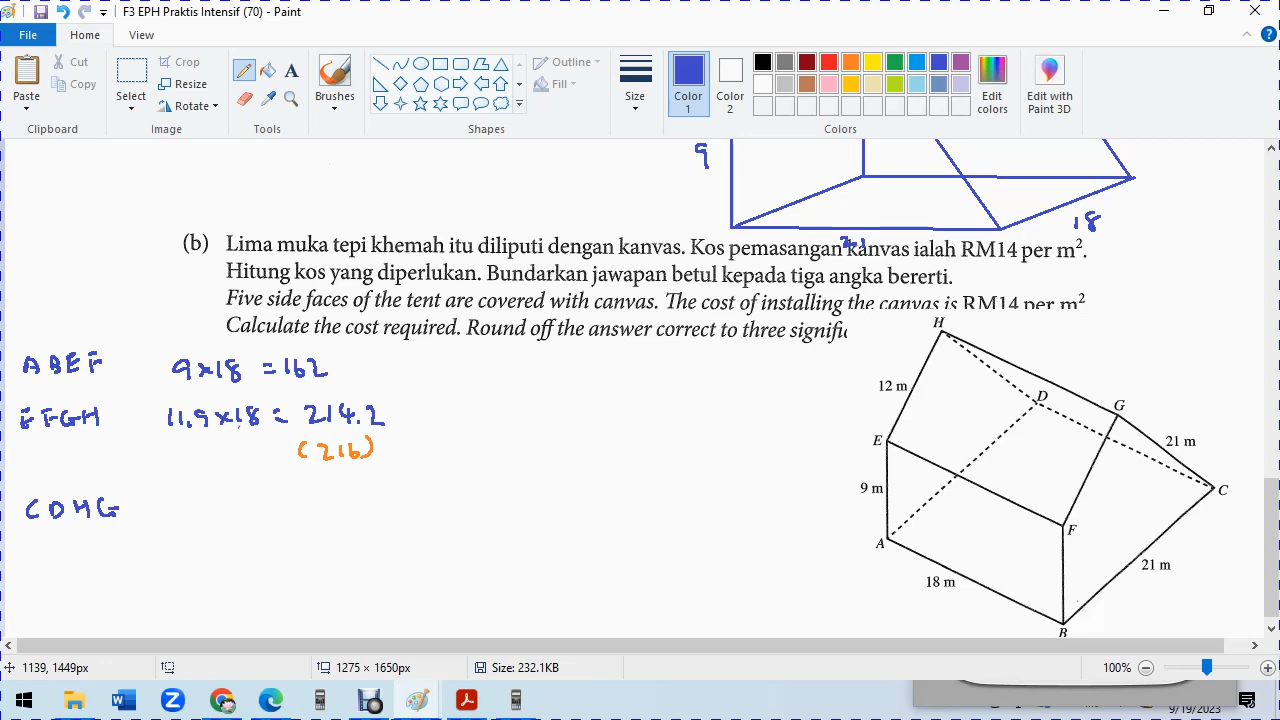 F3 EPH Praktis Intensif (70) - Paint
File Home View
Paste Cut Copy Clipboard
Select Crop Resize Rotate Image
Tools
Brushes
Outline Fill Shapes
Size
Color 1 Color 2 Edit colors Colors
Edit with Paint 3D
9
18
21
(b) Lima muka tepi khemah itu diliputi dengan kanvas. Kos pemasangan kanvas ialah RM14 per m².
Hitung kos yang diperlukan. Bundarkan jawapan betul kepada tiga angka bererti.
Five side faces of the tent are covered with canvas. The cost of installing the canvas is RM14 per m²
Calculate the cost required. Round off the answer correct to three signific
ABEF 9×18 = 162
EFGH 11.9×18 = 214.2
(216)
CDHG
H
12 m
D
G
E
21 m
9 m
C
F
A
21 m
18 m
B
1139, 1449px 1275 × 1650px Size: 232.1KB 100%
9/19/2023